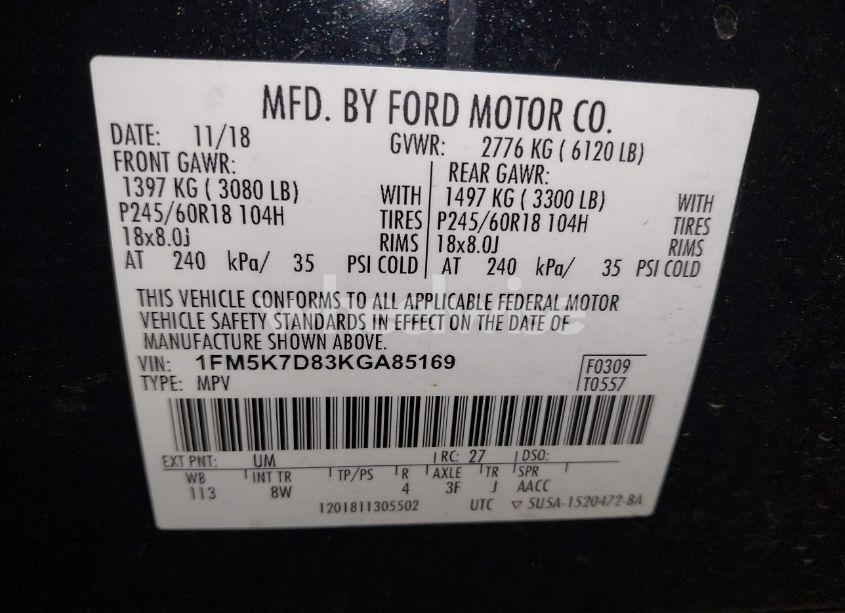 MFD. BY FORD MOTOR CO.
DATE: 11/18 GVWR: 2776 KG ( 6120 LB)
FRONT GAWR: REAR GAWR:
1397 KG ( 3080 LB) WITH 1497 KG ( 3300 LB) WITH
P245/60R18 104H TIRES P245/60R18 104H TIRES
18x8.0J RIMS 18x8.0J RIMS
AT 240 kPa/ 35 PSI COLD AT 240 kPa/ 35 PSI COLD
THIS VEHICLE CONFORMS TO ALL APPLICABLE FEDERAL MOTOR
VEHICLE SAFETY STANDARDS IN EFFECT ON THE DATE OF
MANUFACTURE SHOWN ABOVE.
VIN: 1FM5K7D83KGA85169 F0309
TYPE: MPV T0557
EXT PNT: UM RC: 27 DSO:
WB INT TR TP/PS R AXLE TR SPR
113 8W 4 3F J AACC
1201811305502 UTC ▽ 5U5A-1520472-BA